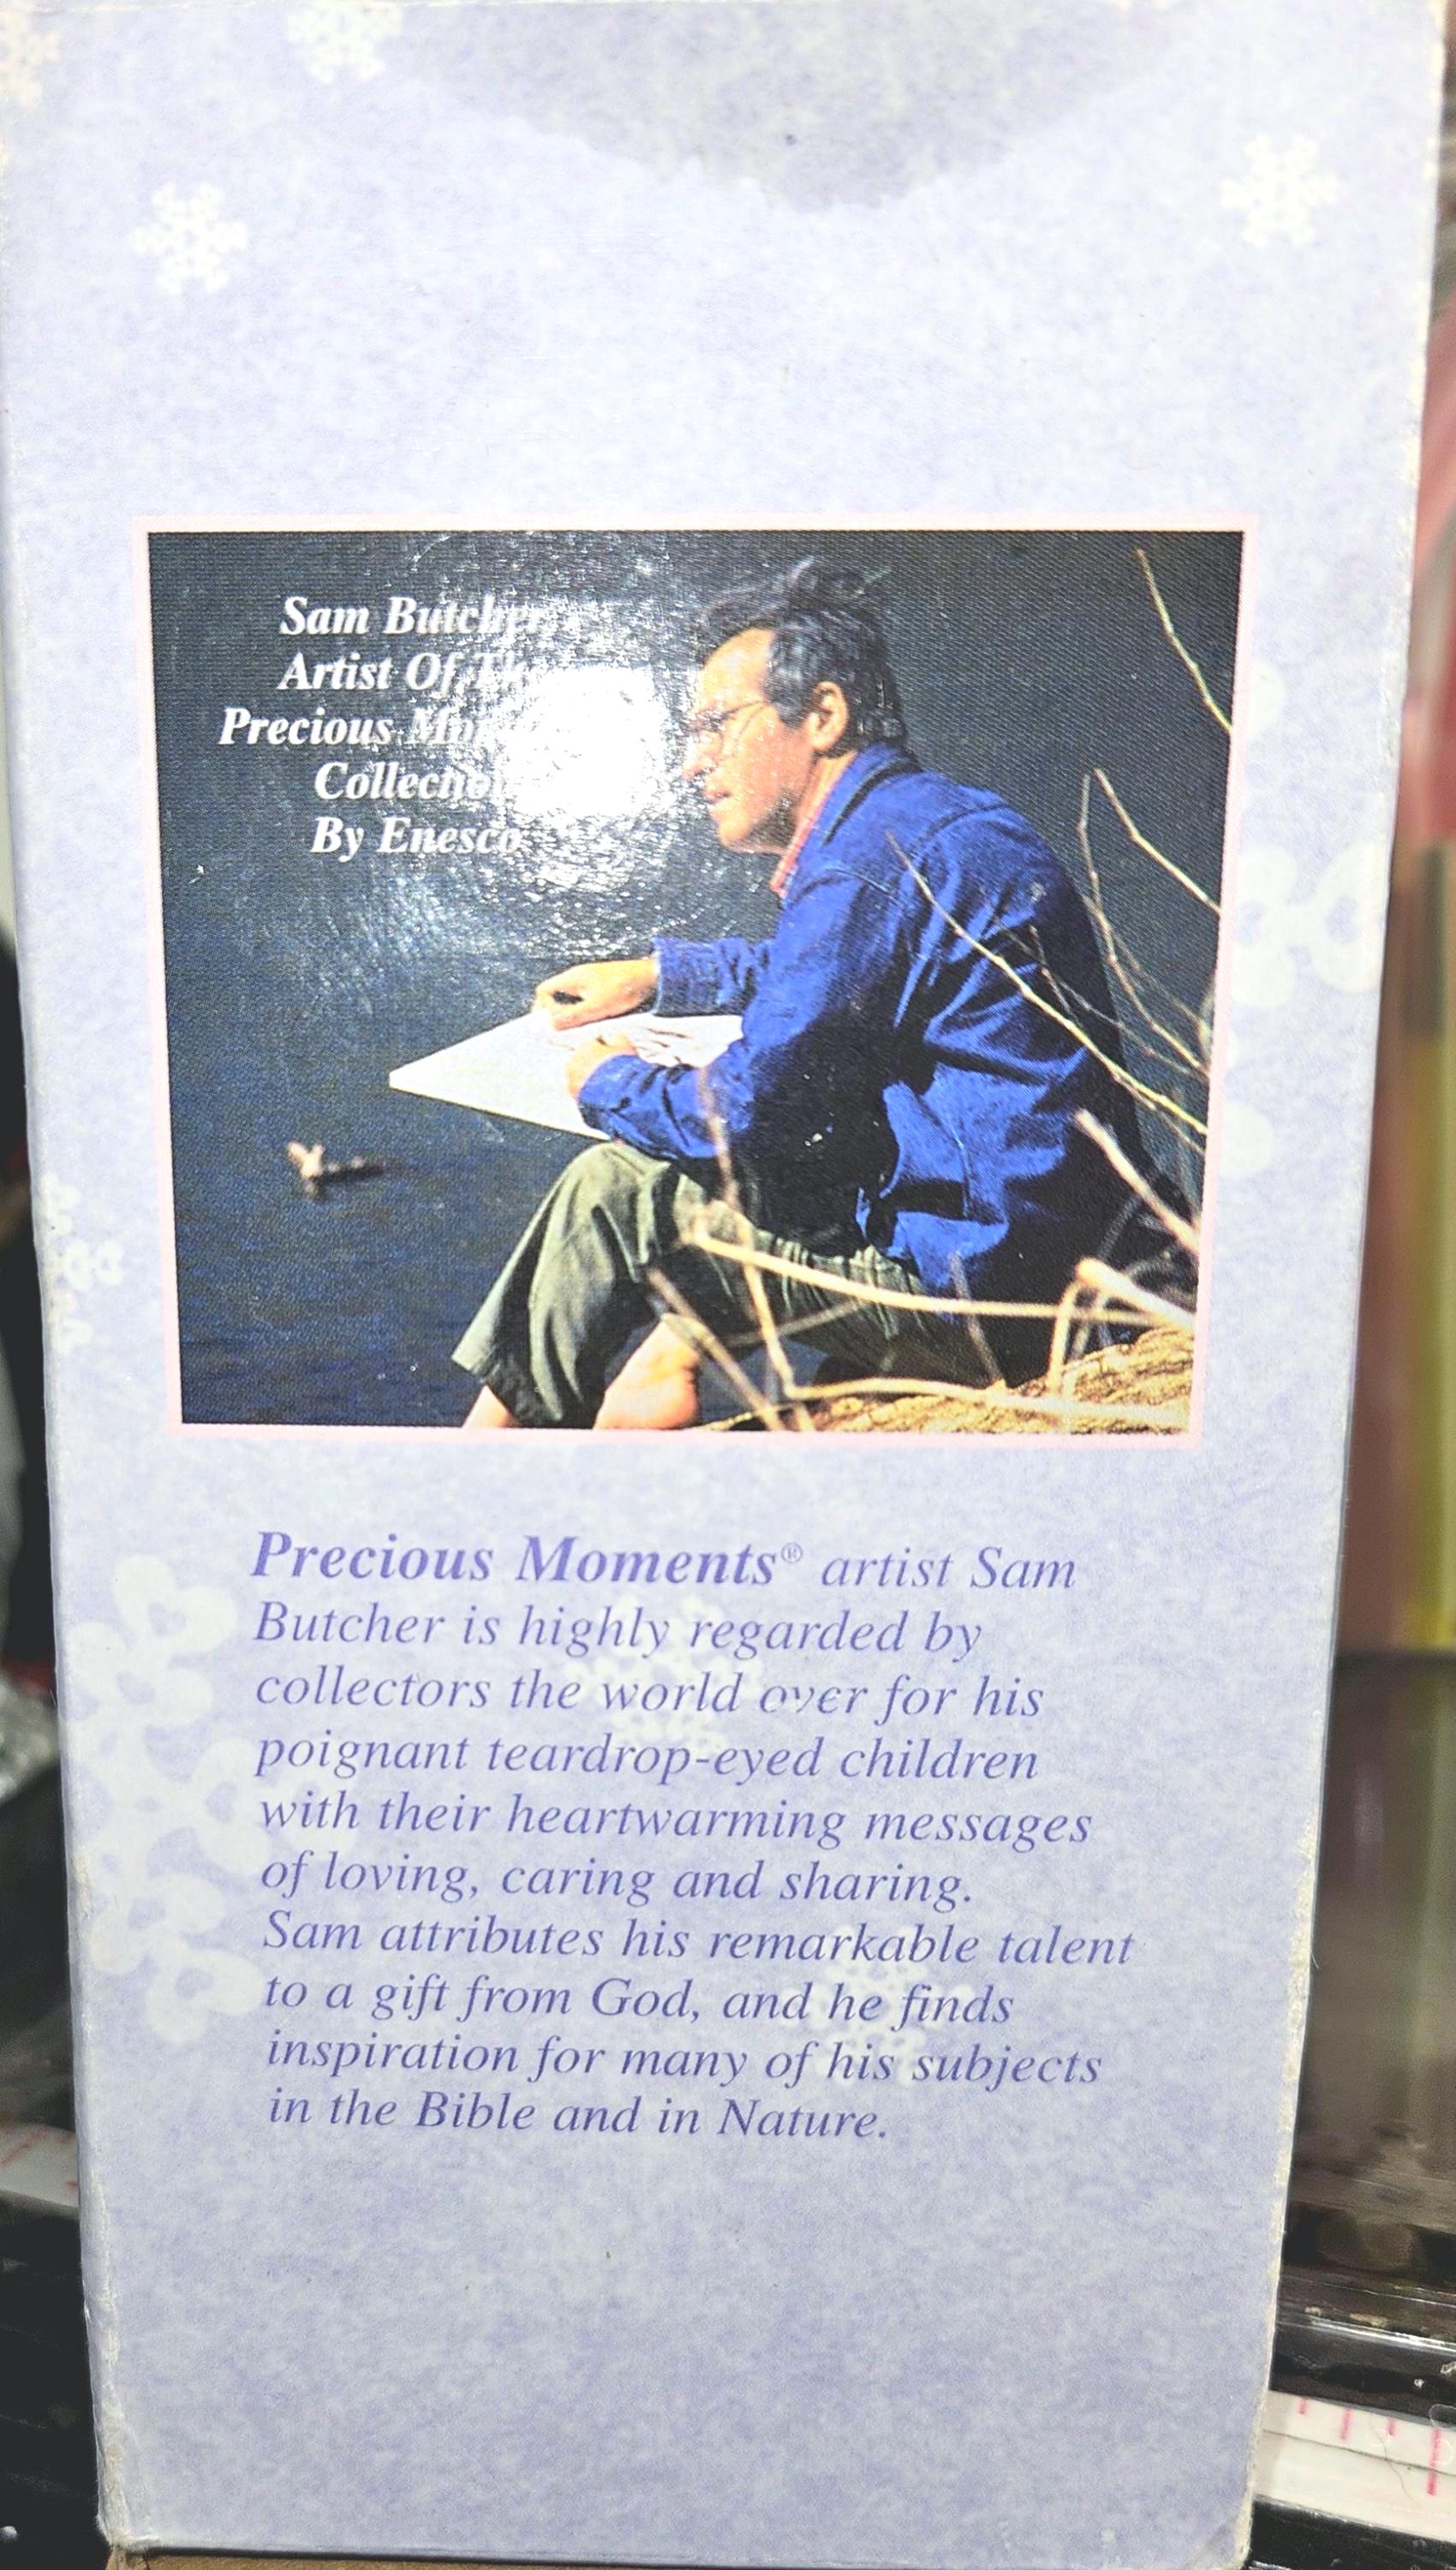 Sam Butcher,
Artist Of The
Precious
Collection
By Enesco
Precious Moments® artist Sam
Butcher is highly regarded by
collectors the world over for his
poignant teardrop-eyed children
with their heartwarming messages
of loving, caring and sharing.
Sam attributes his remarkable talent
to a gift from God, and he finds
inspiration for many of his subjects
in the Bible and in Nature.